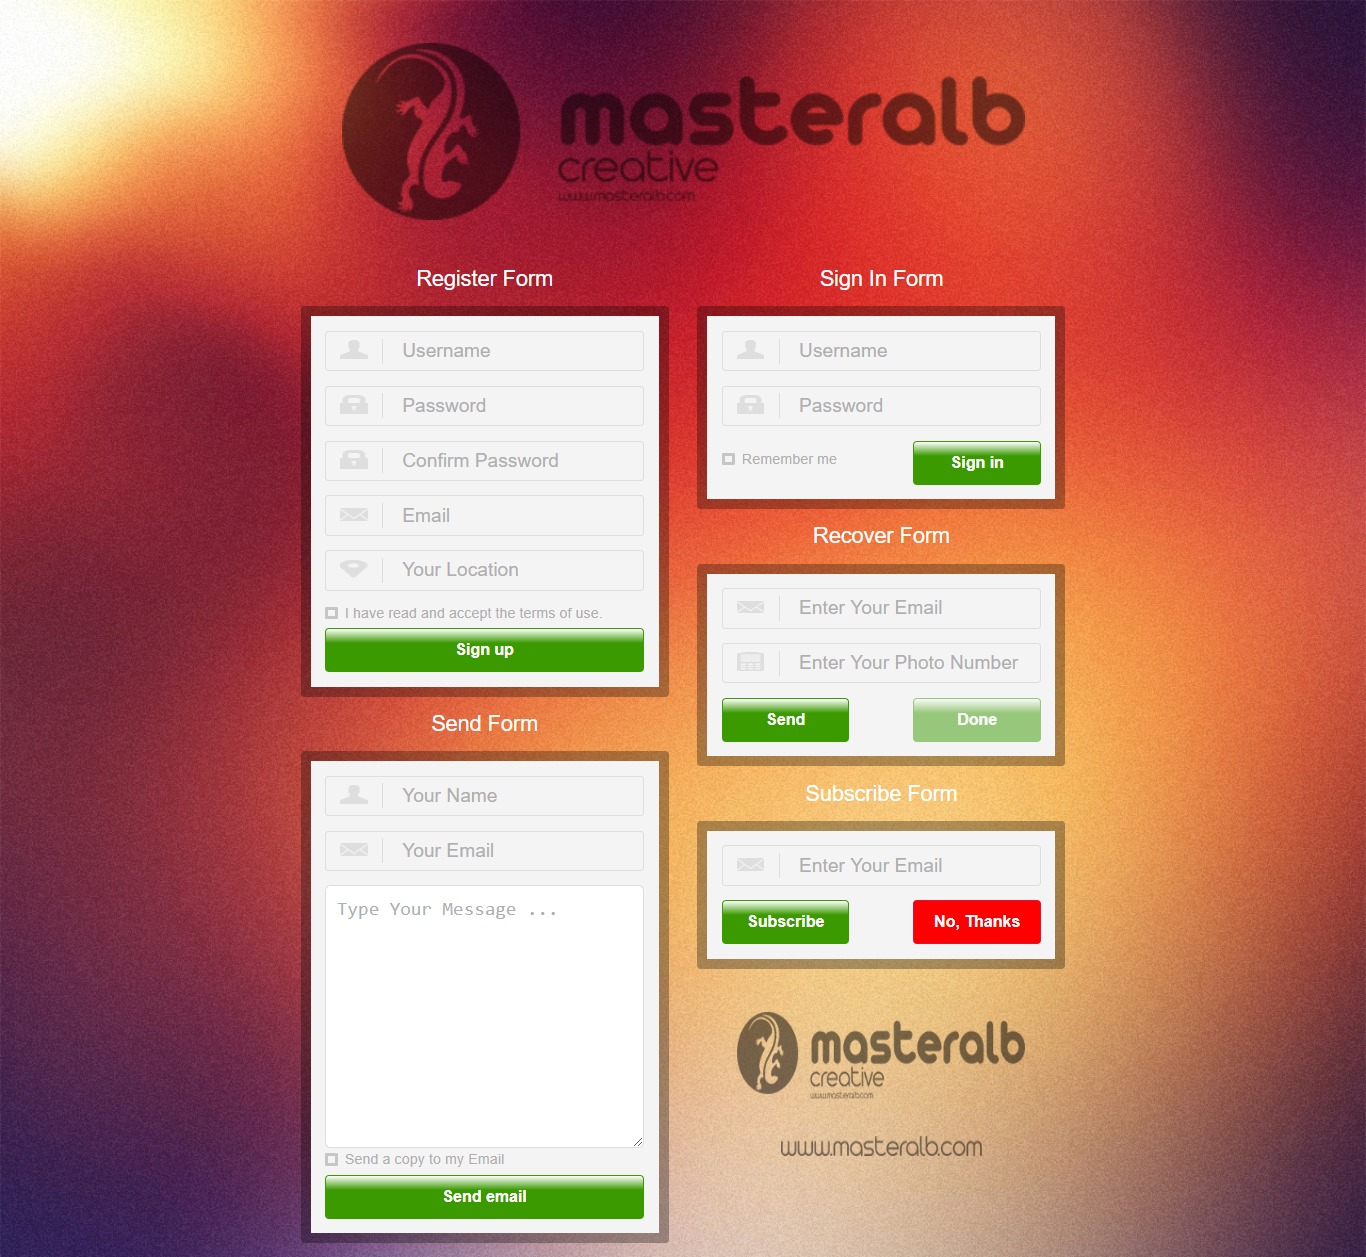 masteralb
creative
www.masteralb.com
Register Form
Username
Password
Confirm Password
Email
Your Location
I have read and accept the terms of use.
Sign up
Send Form
Your Name
Your Email
Type Your Message ...
Send a copy to my Email
Send email
Sign In Form
Username
Password
Remember me
Sign in
Recover Form
Enter Your Email
Enter Your Photo Number
Send
Done
Subscribe Form
Enter Your Email
Subscribe
No, Thanks
masteralb
creative
www.masteralb.com
www.masteralb.com